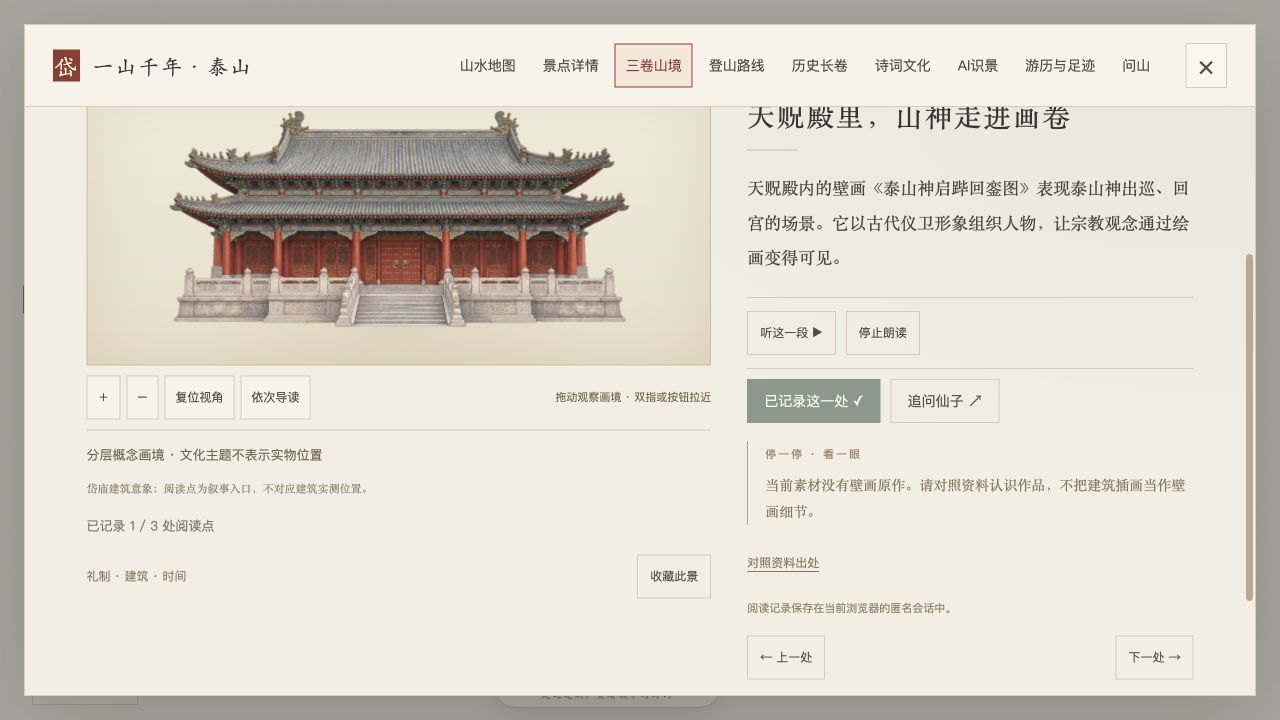 岱
一山千年 · 泰山
山水地图
景点详情
三卷山境
登山路线
历史长卷
诗词文化
AI识景
游历与足迹
问山
✕
天贶殿里，山神走进画卷
天贶殿内的壁画《泰山神启跸回銮图》表现泰山神出巡、回
宫的场景。它以古代仪卫形象组织人物，让宗教观念通过绘
画变得可见。
听这一段 ▶
停止朗读
已记录这一处 ✓
追问仙子 ↗
停一停 · 看一眼
当前素材没有壁画原作。请对照资料认识作品，不把建筑插画当作壁
画细节。
对照资料出处
阅读记录保存在当前浏览器的匿名会话中。
← 上一处
下一处 →
+
−
复位视角
依次导读
拖动观察画境 · 双指或按钮拉近
分层概念画境 · 文化主题不表示实物位置
岱庙建筑意象；阅读点为叙事入口，不对应建筑实测位置。
已记录 1 / 3 处阅读点
礼制 · 建筑 · 时间
收藏此景